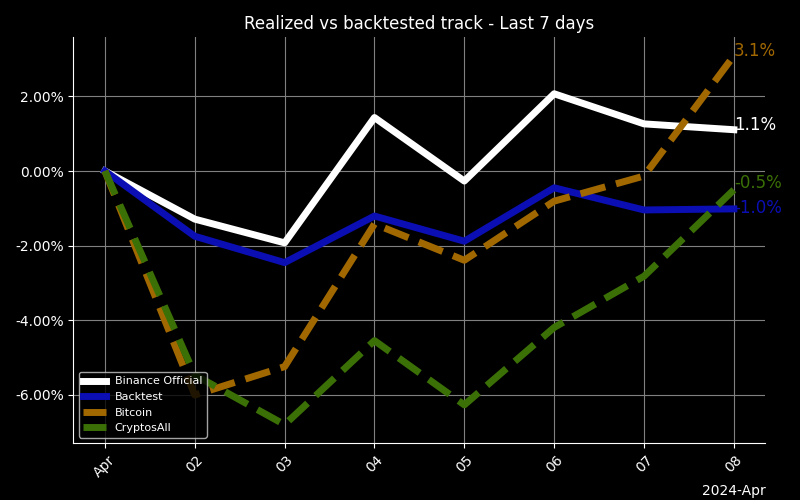 Realized vs backtested track - Last 7 days
3.1%
2.00%
1.1%
0.00%
-0.5%
-1.0%
-2.00%
-4.00%
-6.00%
Binance Official
Backtest
Bitcoin
CryptosAll
Apr 02 03 04 05 06 07 08
2024-Apr